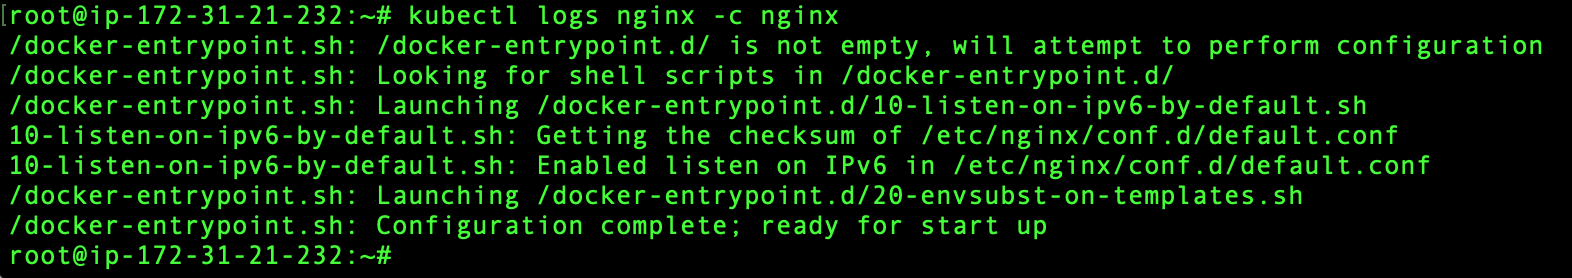 [root@ip-172-31-21-232:~# kubectl logs nginx -c nginx
/docker-entrypoint.sh: /docker-entrypoint.d/ is not empty, will attempt to perform configuration
/docker-entrypoint.sh: Looking for shell scripts in /docker-entrypoint.d/
/docker-entrypoint.sh: Launching /docker-entrypoint.d/10-listen-on-ipv6-by-default.sh
10-listen-on-ipv6-by-default.sh: Getting the checksum of /etc/nginx/conf.d/default.conf
10-listen-on-ipv6-by-default.sh: Enabled listen on IPv6 in /etc/nginx/conf.d/default.conf
/docker-entrypoint.sh: Launching /docker-entrypoint.d/20-envsubst-on-templates.sh
/docker-entrypoint.sh: Configuration complete; ready for start up
root@ip-172-31-21-232:~#